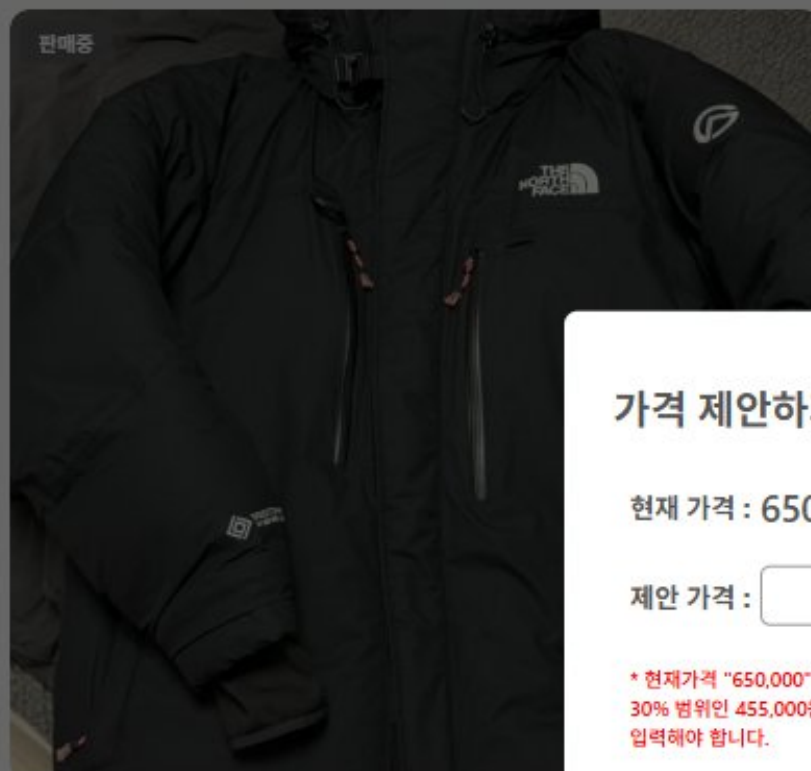 판매중
THE
NORTH
FACE
가격 제안하
현재 가격 : 650
제안 가격 :
* 현재가격 "650,000"
30% 범위인 455,000
입력해야 합니다.